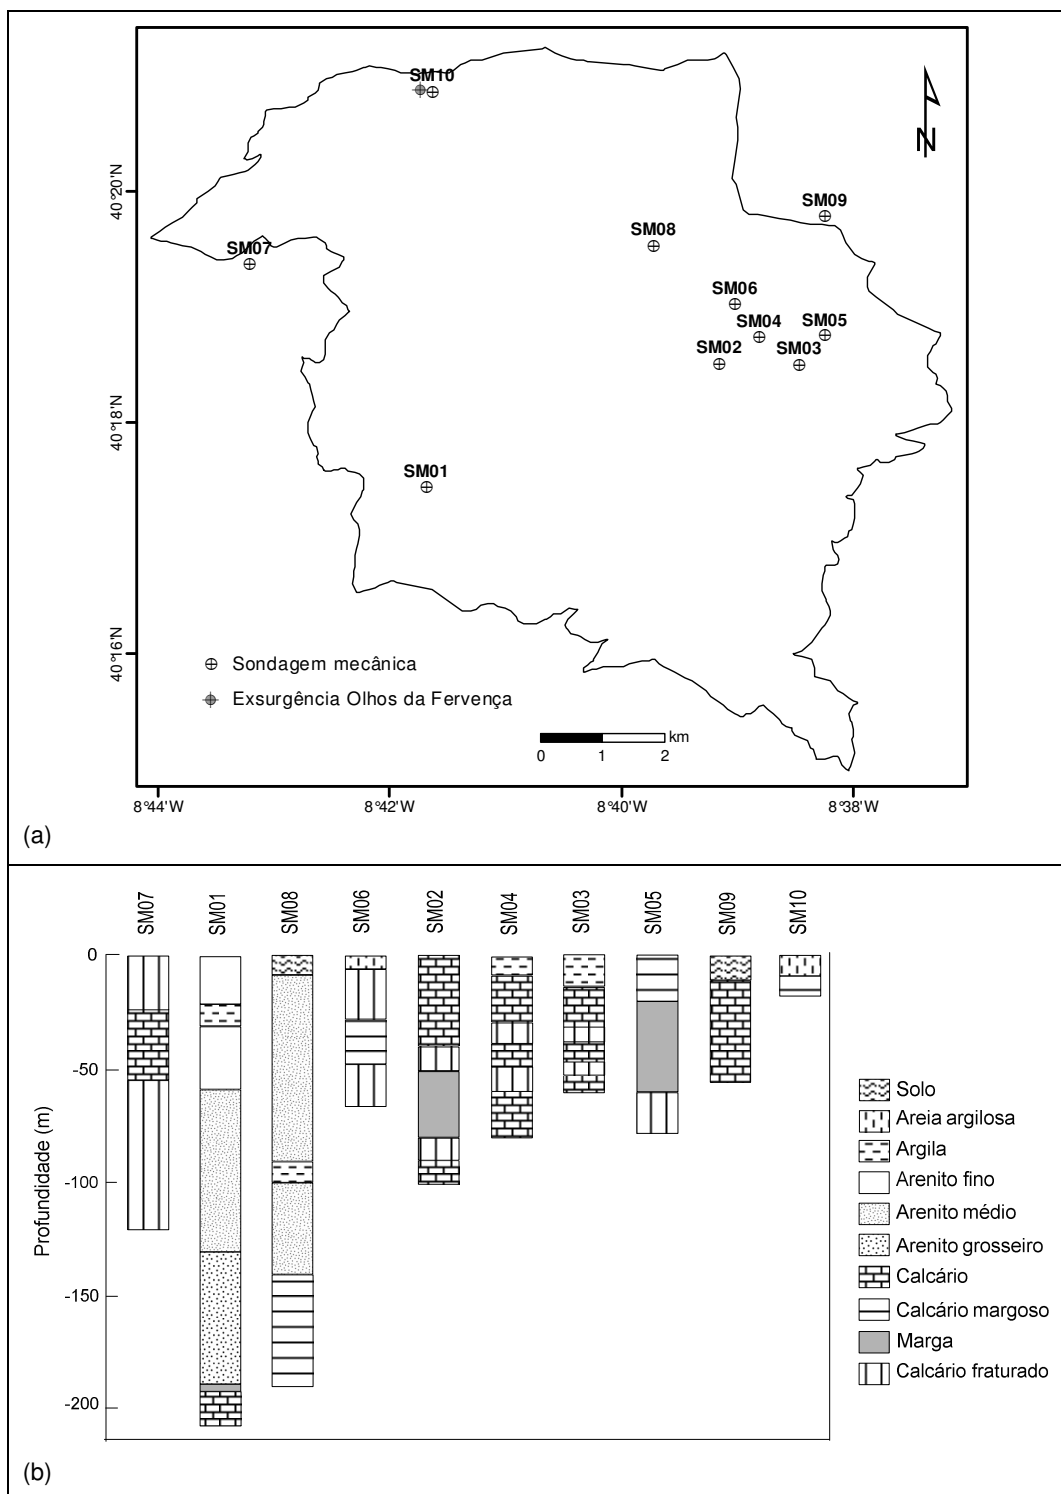 SM10
N
40°20'N
SM09
SM08
SM07
SM06
SM04
SM05
SM02
SM03
40°18'N
SM01
40°16'N
Sondagem mecânica
Exsurgência Olhos da Fervença
km
0 1 2
8°44'W 8°42'W 8°40'W 8°38'W
(a)
SM07 SM01 SM08 SM06 SM02 SM04 SM03 SM05 SM09 SM10
0
-50
-100
-150
-200
Profundidade (m)
Solo
Areia argilosa
Argila
Arenito fino
Arenito médio
Arenito grosseiro
Calcário
Calcário margoso
Marga
Calcário fraturado
(b)